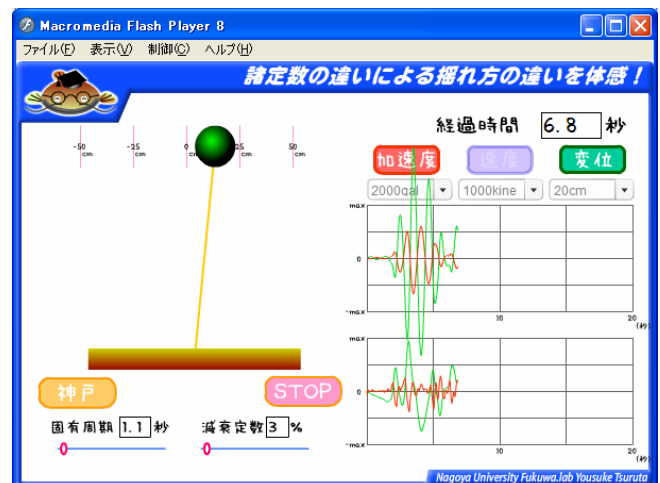 Macromedia Flash Player 8
ファイル(F) 表示(V) 制御(C) ヘルプ(H)
諸定数の違いによる揺れ方の違いを体感！
経過時間 6.8 秒
-50 cm -25 cm 0 cm 25 cm 50 cm
加速度 速度 変位
2000gal 1000kine 20cm
max
0
-max
10 20
(秒)
max
0
-max
10 20
(秒)
神戸 STOP
固有周期 1.1 秒 減衰定数 3 %
Nagoya University Fukuwa.lab Yousuke Tsuruta